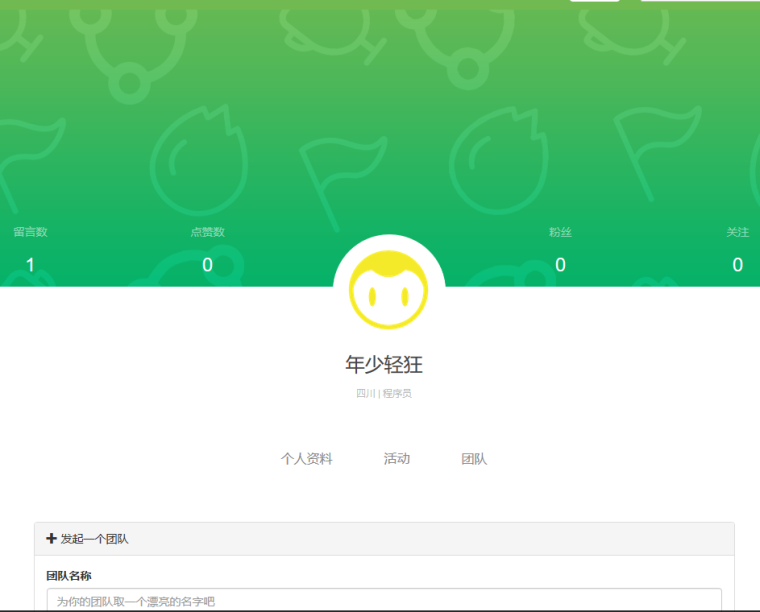 留言数 点赞数 粉丝 关注
1 0 0 0
年少轻狂
四川 | 程序员
个人资料 活动 团队
发起一个团队
团队名称
为你的团队取一个漂亮的名字吧